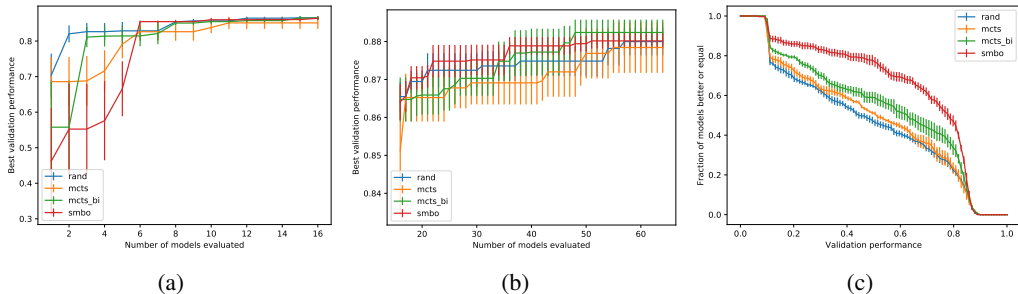 Best validation performance
0.9
0.8
0.7
0.6
0.5
0.4
0.3
rand
mcts
mcts_bi
smbo
2 4 6 8 10 12 14 16
Number of models evaluated
(a)
Best validation performance
0.88
0.87
0.86
0.85
0.84
rand
mcts
mcts_bi
smbo
20 30 40 50 60
Number of models evaluated
(b)
Fraction of models better or equal
1.0
0.8
0.6
0.4
0.2
0.0
rand
mcts
mcts_bi
smbo
0.0 0.2 0.4 0.6 0.8 1.0
Validation performance
(c)